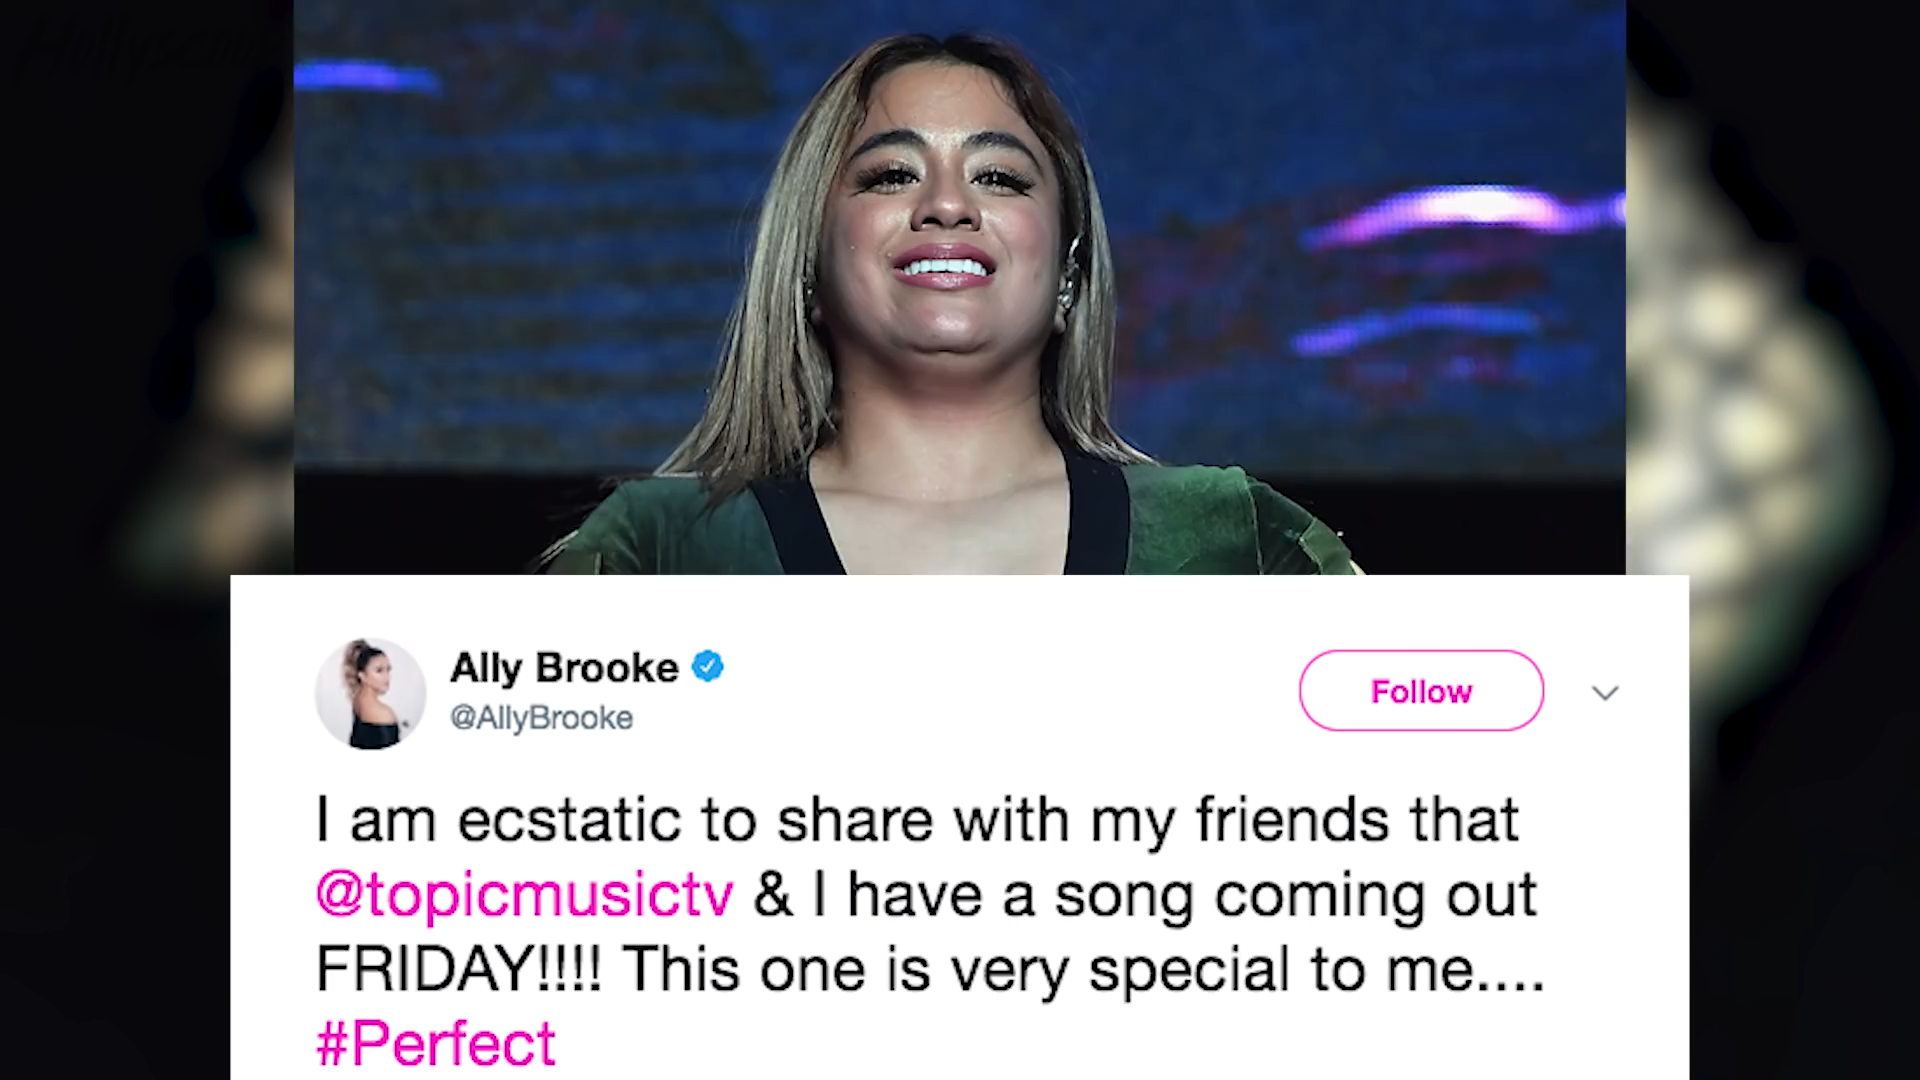 Hollyscoop
Ally Brooke
@AllyBrooke
Follow
I am ecstatic to share with my friends that
@topicmusictv & I have a song coming out
FRIDAY!!!! This one is very special to me....
#Perfect